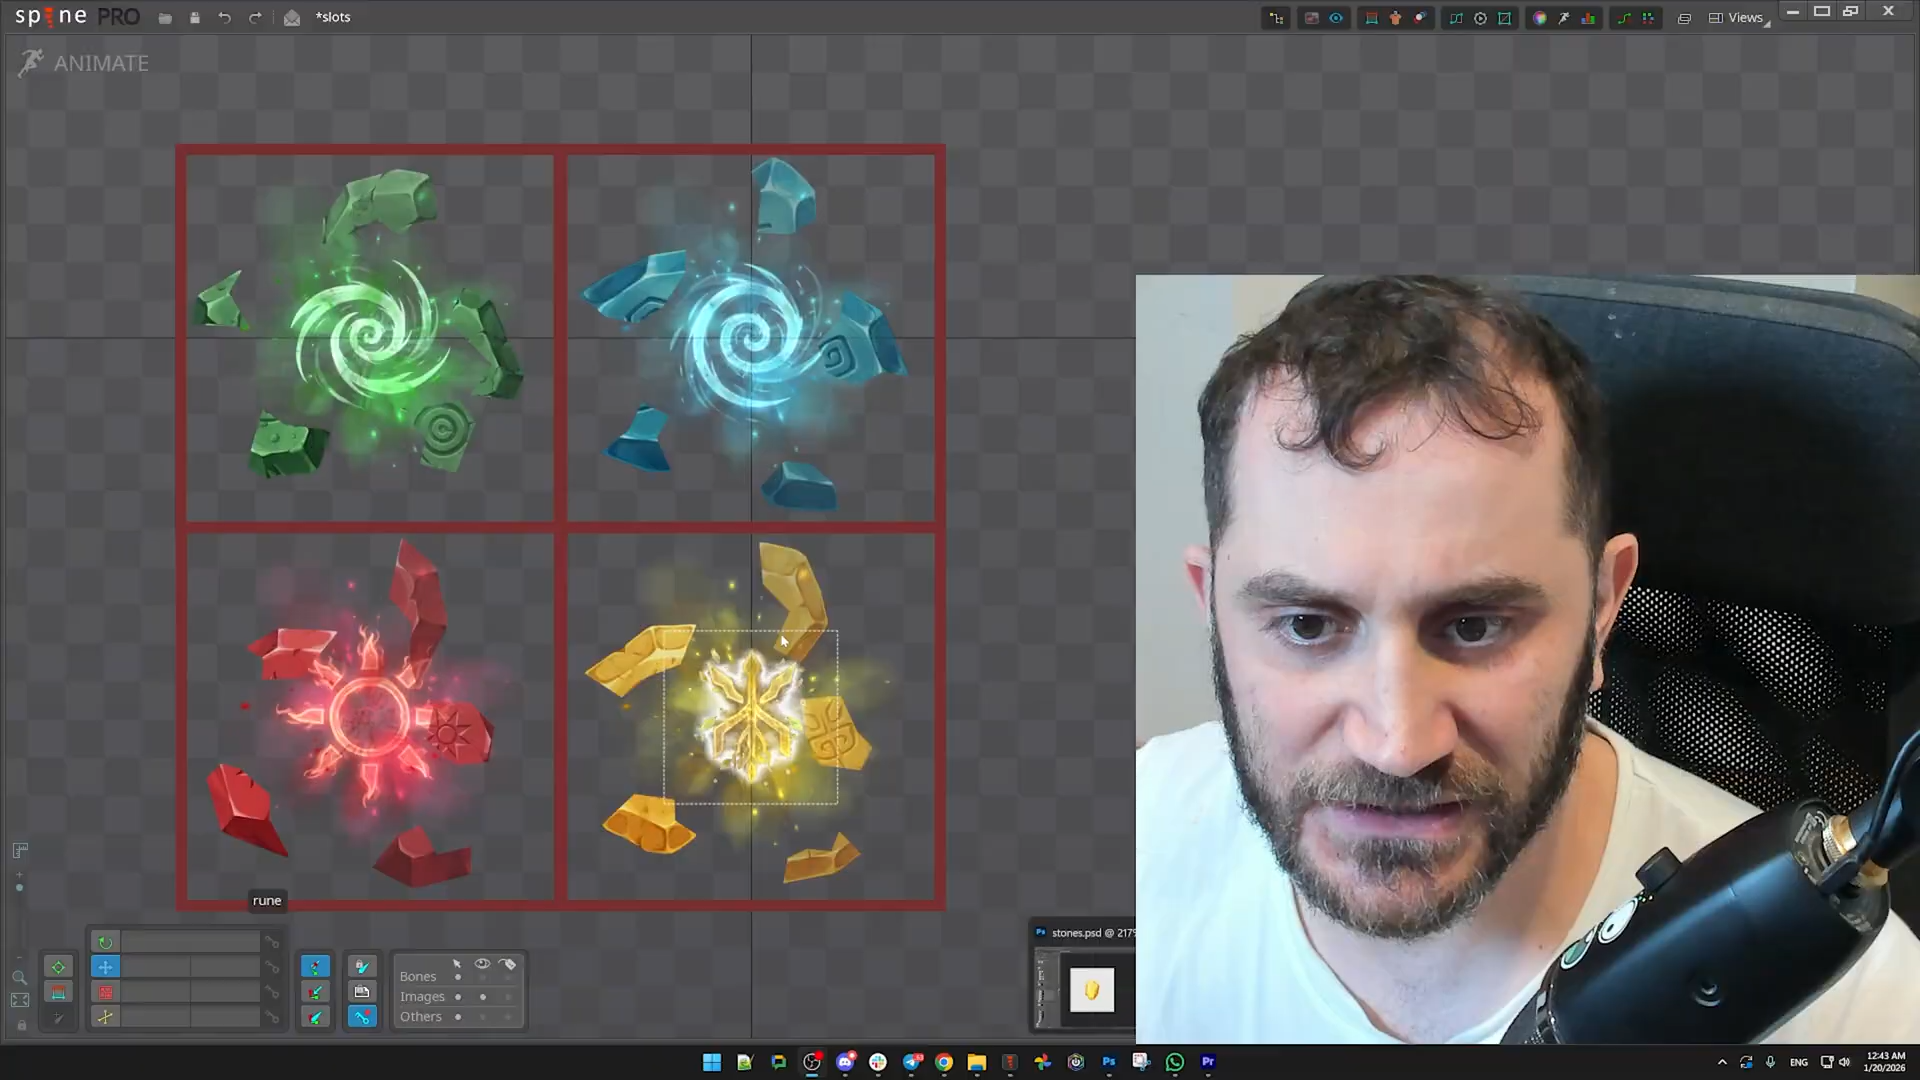 spine PRO
*slots
Views
ANIMATE
rune
Bones
Images
Others
stones.psd @ 217%
ENG
12:43 AM
1/20/2026